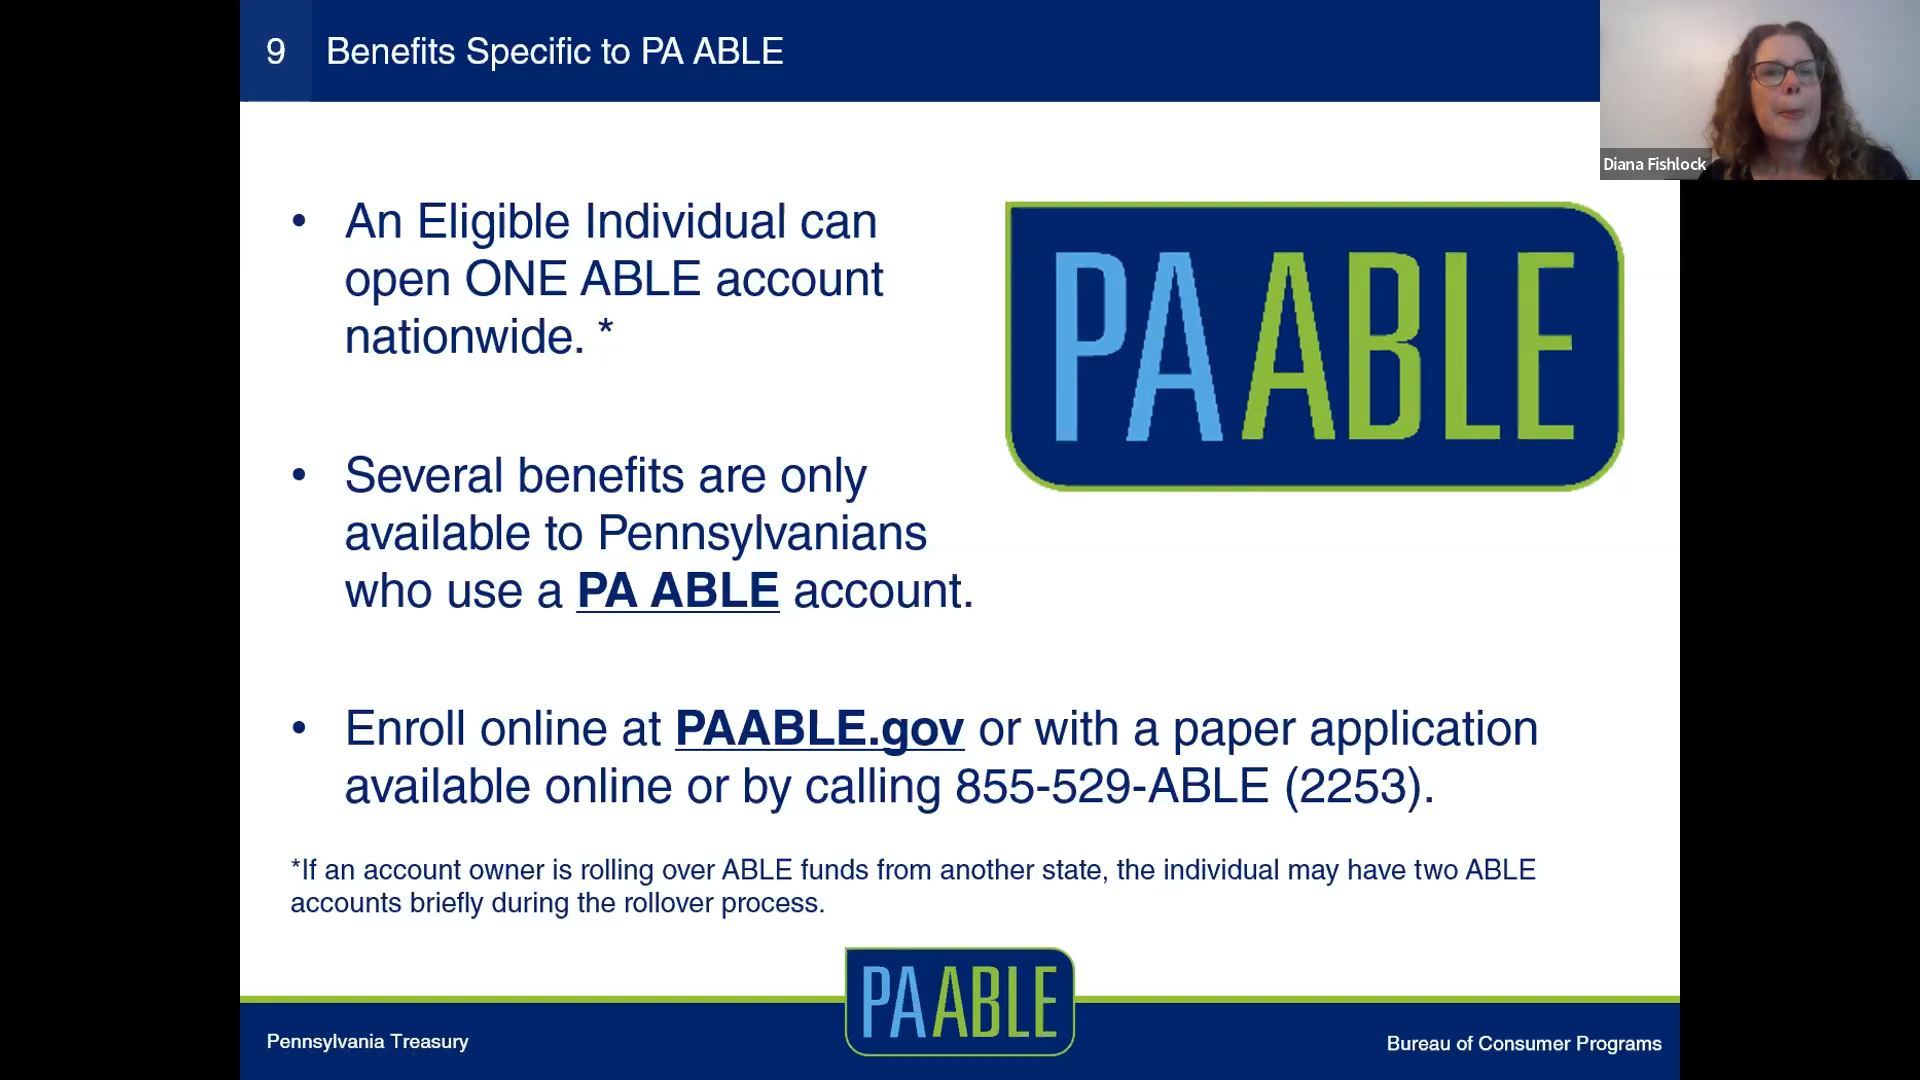 9 Benefits Specific to PA ABLE
Diana Fishlock
• An Eligible Individual can
open ONE ABLE account
nationwide. *
PA ABLE
• Several benefits are only
available to Pennsylvanians
who use a PA ABLE account.
• Enroll online at PAABLE.gov or with a paper application
available online or by calling 855-529-ABLE (2253).
*If an account owner is rolling over ABLE funds from another state, the individual may have two ABLE
accounts briefly during the rollover process.
PA ABLE
Pennsylvania Treasury
Bureau of Consumer Programs